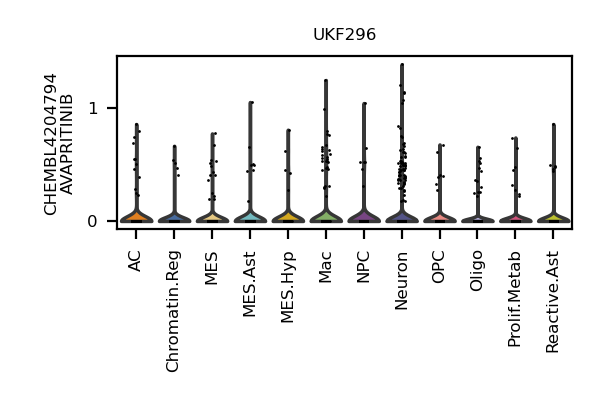 UKF296
CHEMBL4204794
AVAPRITINIB
1
0
AC
Chromatin.Reg
MES
MES.Ast
MES.Hyp
Mac
NPC
Neuron
OPC
Oligo
Prolif.Metab
Reactive.Ast